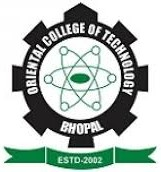 ORIENTAL COLLEGE OF TECHNOLOGY
BHOPAL
ESTD-2002